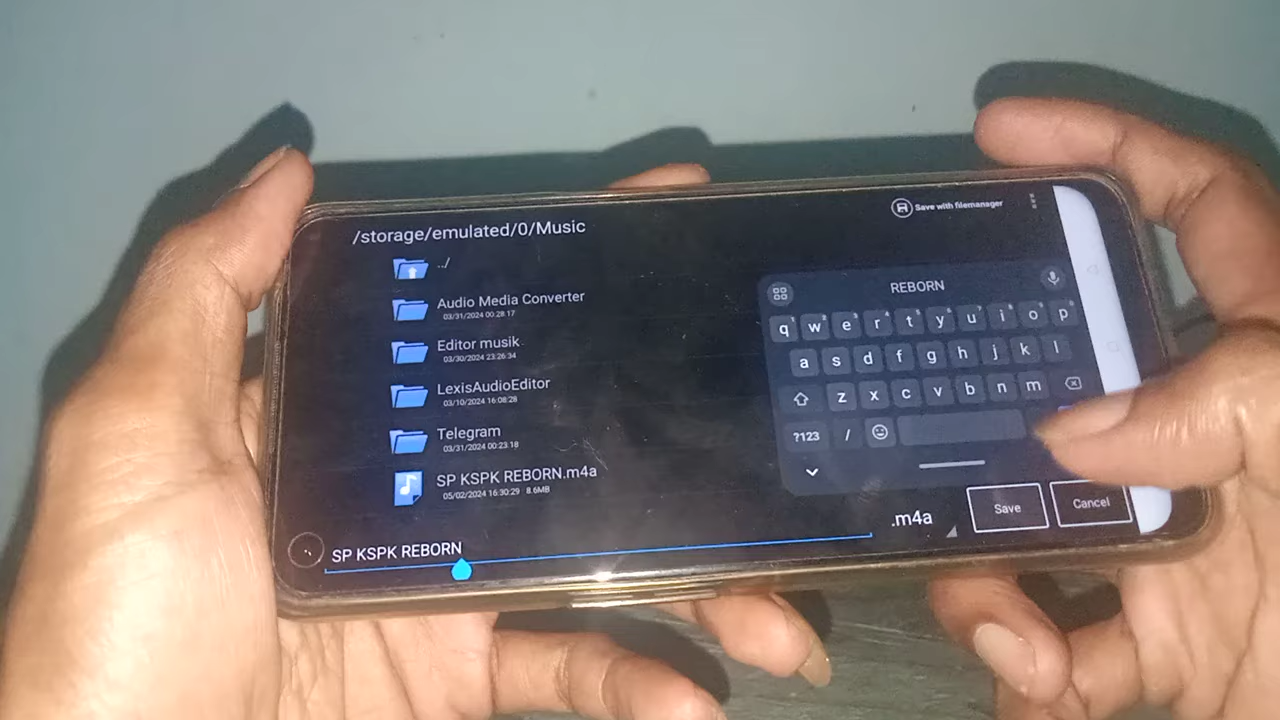 /storage/emulated/0/Music
Save with filemanager
../
Audio Media Converter
03/31/2024 00:28:17
Editor musik
03/30/2024 23:26:34
LexisAudioEditor
03/10/2024 16:08:28
Telegram
03/31/2024 00:23:18
SP KSPK REBORN.m4a
05/02/2024 16:30:29 8.6MB
REBORN
q w e r t y u i o p
a s d f g h j k l
z x c v b n m
?123 /
.m4a
Save
Cancel
SP KSPK REBORN